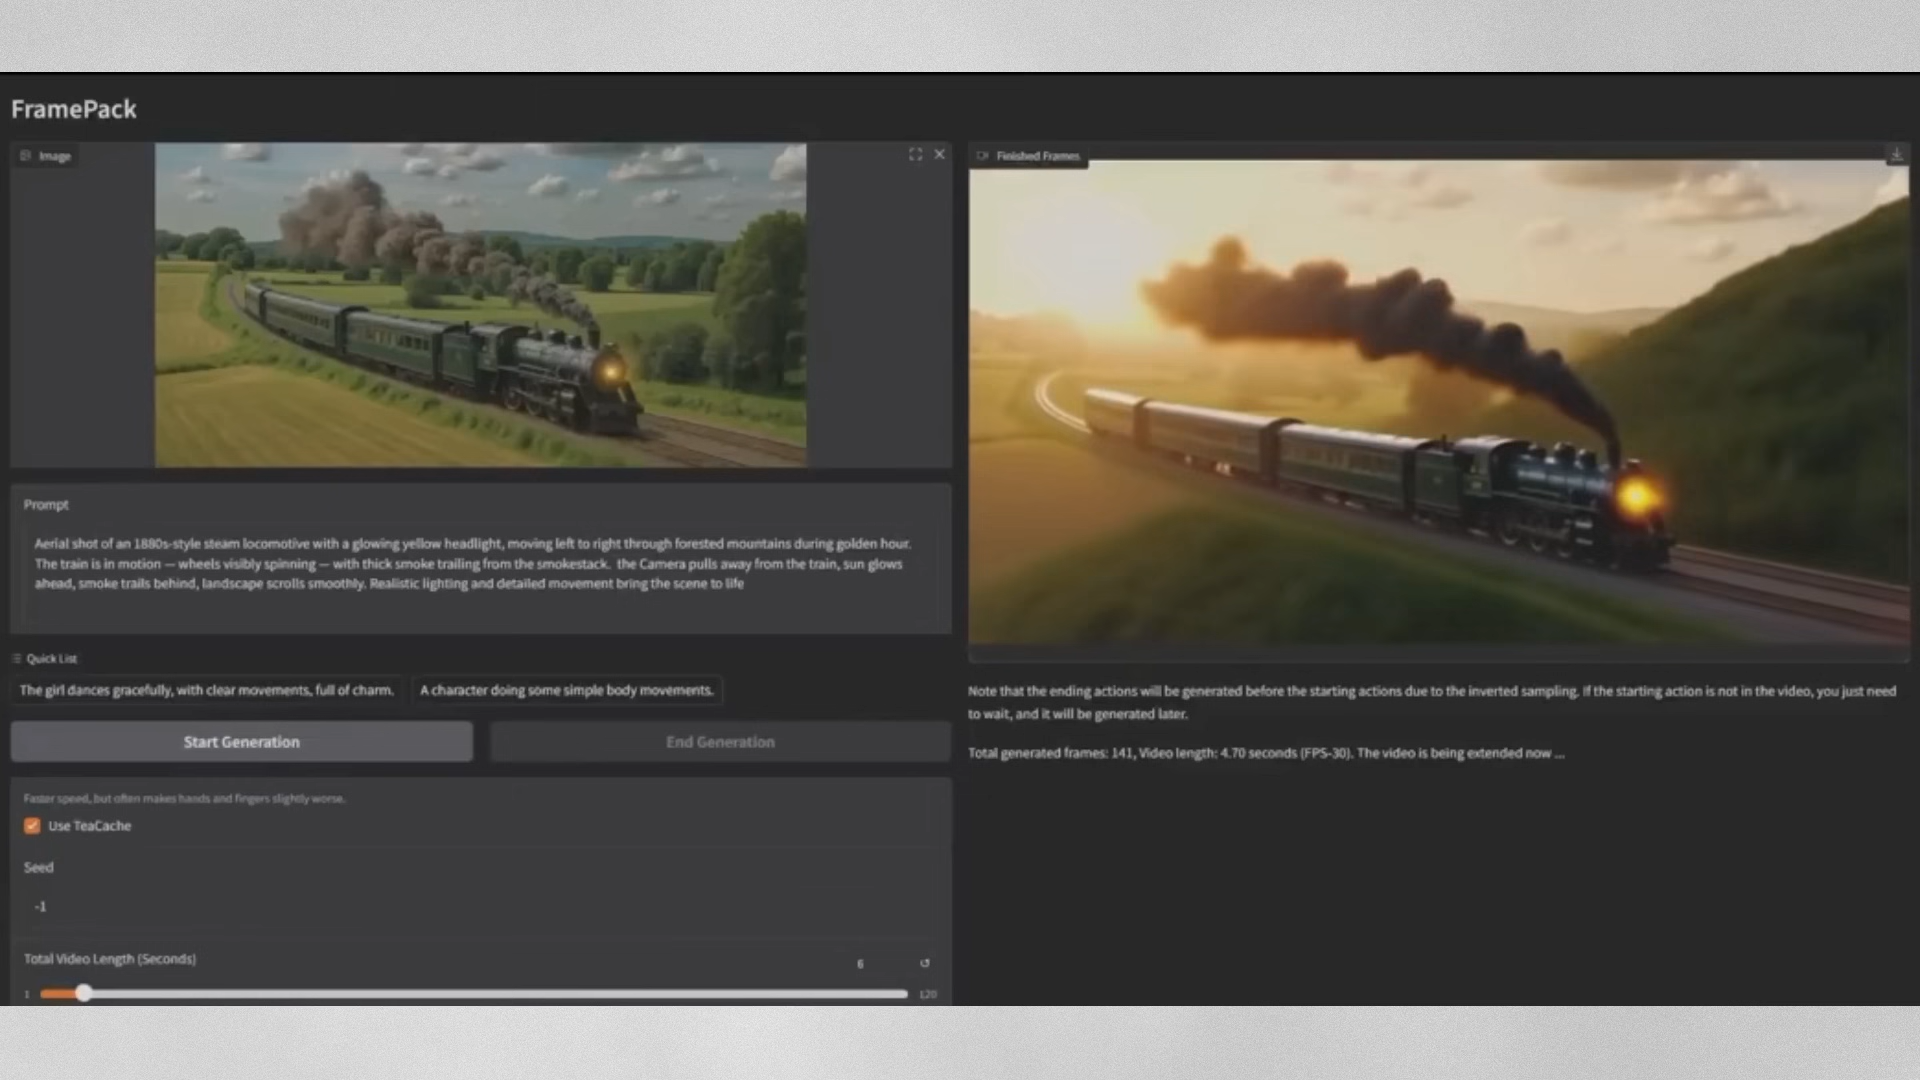 FramePack
Image
Prompt
Aerial shot of an 1880s-style steam locomotive with a glowing yellow headlight, moving left to right through forested mountains during golden hour.
The train is in motion — wheels visibly spinning — with thick smoke trailing from the smokestack. the Camera pulls away from the train, sun glows
ahead, smoke trails behind, landscape scrolls smoothly. Realistic lighting and detailed movement bring the scene to life
Quick List
The girl dances gracefully, with clear movements, full of charm.
A character doing some simple body movements.
Start Generation
End Generation
Faster speed, but often makes hands and fingers slightly worse.
Use TeaCache
Seed
-1
Total Video Length (Seconds)
6
1
120
Finished Frames
Note that the ending actions will be generated before the starting actions due to the inverted sampling. If the starting action is not in the video, you just need
to wait, and it will be generated later.
Total generated frames: 141, Video length: 4.70 seconds (FPS-30). The video is being extended now ...